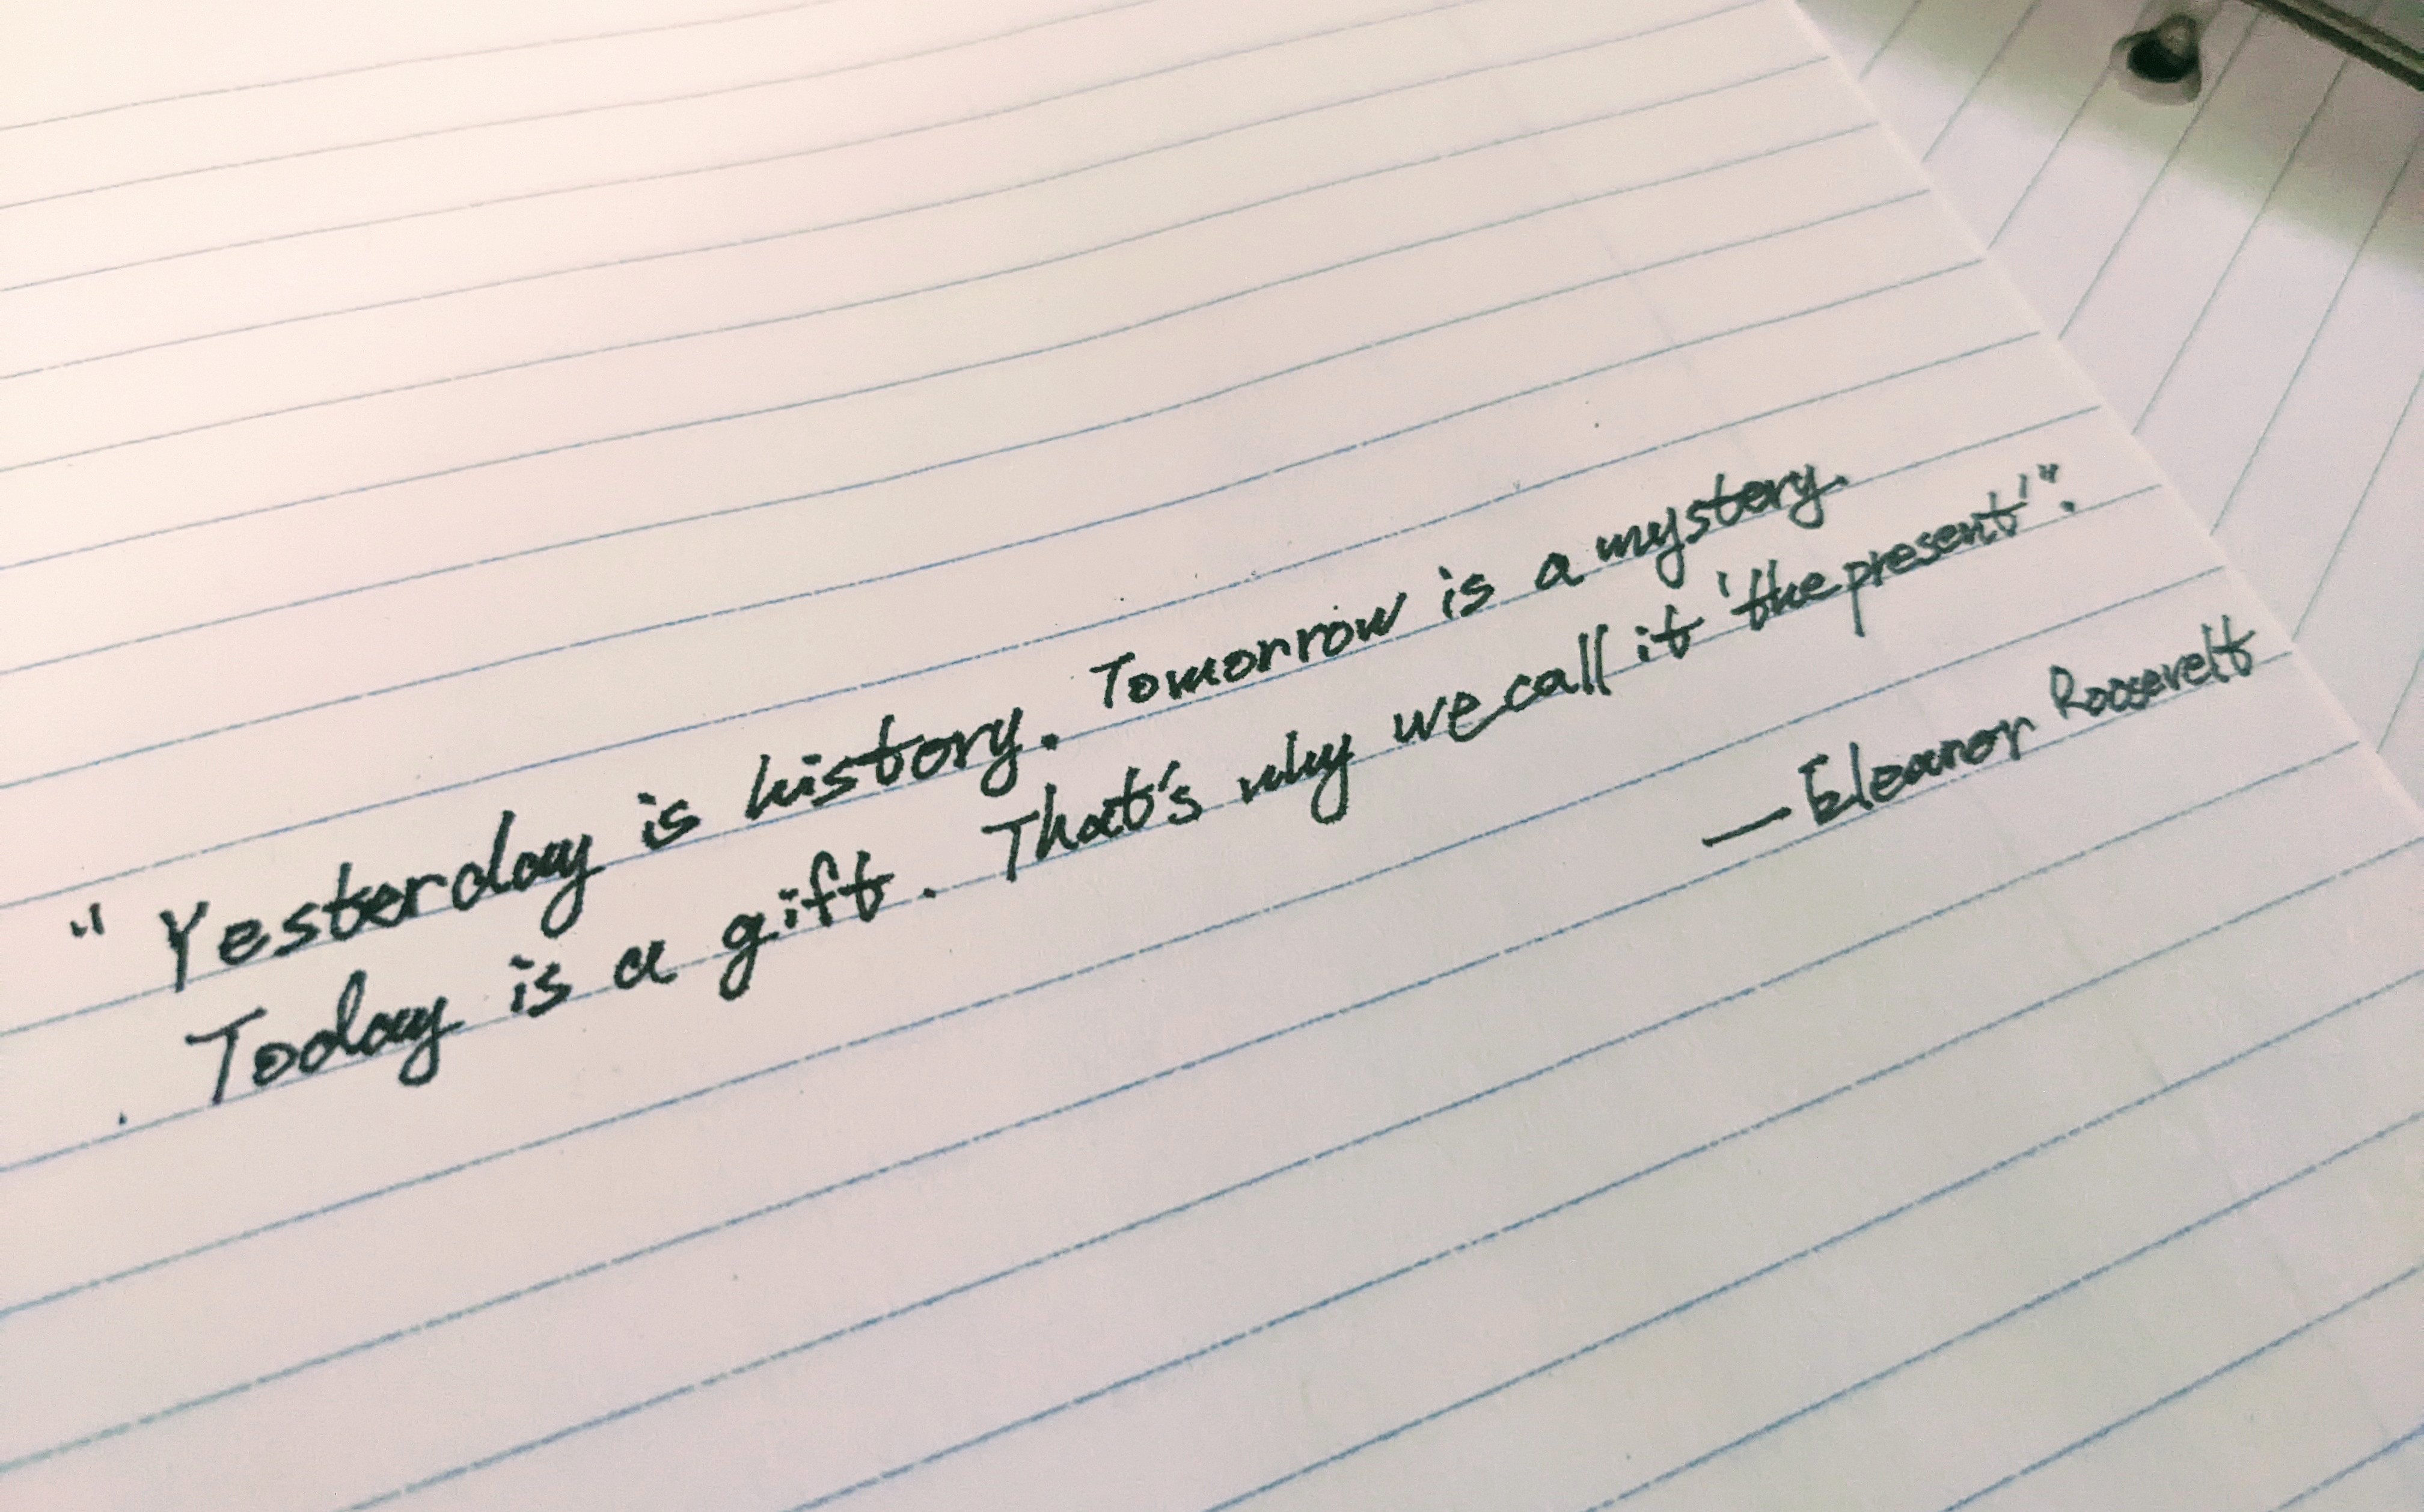 "Yesterday is history. Tomorrow is a mystery.
Today is a gift. That's why we call it 'the present'".
—Eleanor Roosevelt